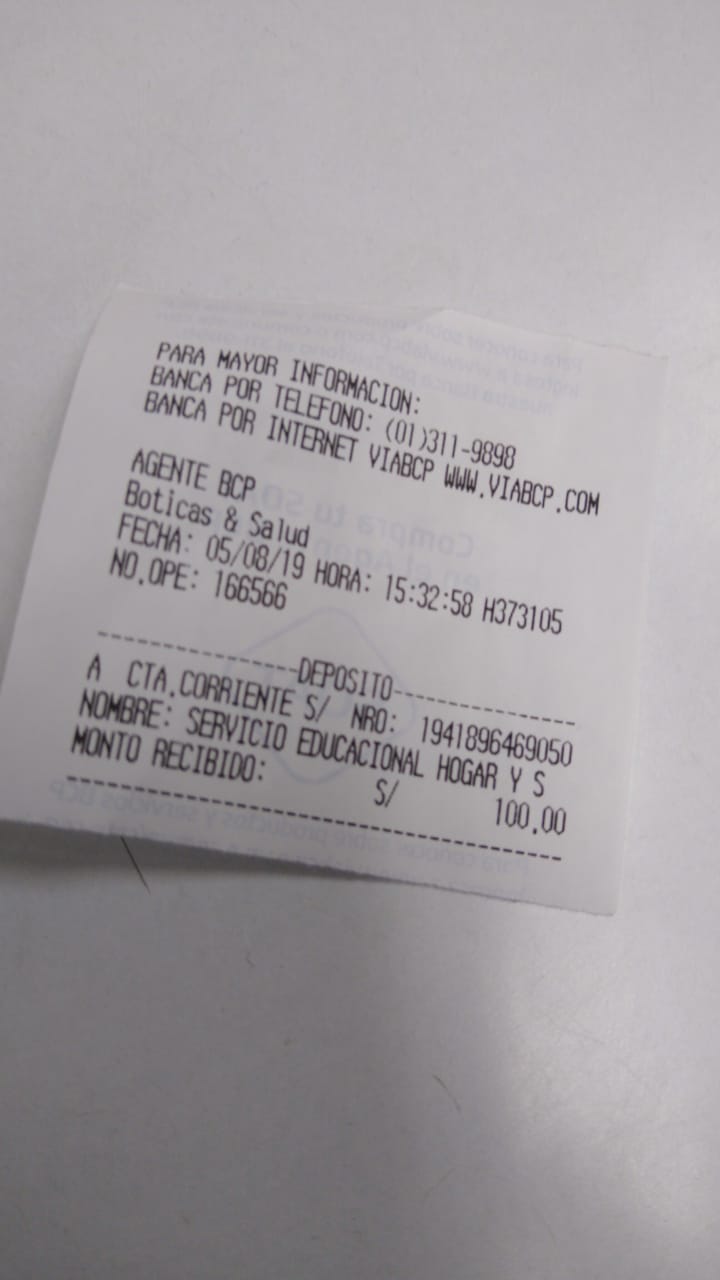 PARA MAYOR INFORMACION:
BANCA POR TELEFONO: (01)311-9898
BANCA POR INTERNET VIABCP WWW.VIABCP.COM
AGENTE BCP
Boticas & Salud
FECHA: 05/08/19 HORA: 15:32:58 H373105
NO.OPE: 166566
----------------DEPOSITO----------------
A CTA.CORRIENTE S/ NRO: 1941896469050
NOMBRE: SERVICIO EDUCACIONAL HOGAR Y S
MONTO RECIBIDO: S/ 100.00
----------------------------------------